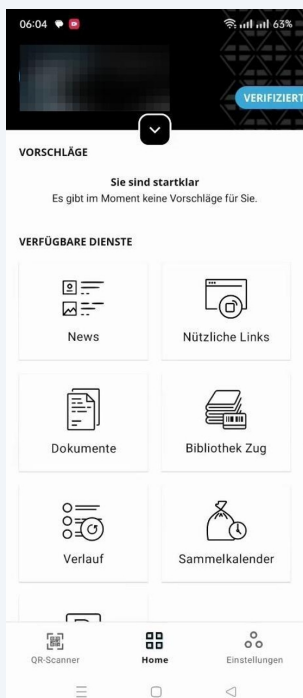 06:04
63%
VERIFIZIERT
VORSCHLÄGE
Sie sind startklar
Es gibt im Moment keine Vorschläge für Sie.
VERFÜGBARE DIENSTE
News
Nützliche Links
Dokumente
Bibliothek Zug
Verlauf
Sammelkalender
QR-Scanner
Home
Einstellungen